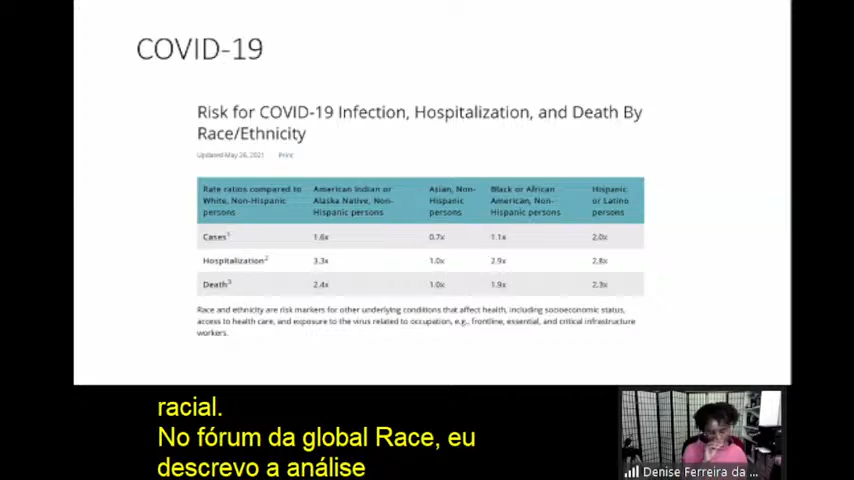 COVID-19
Risk for COVID-19 Infection, Hospitalization, and Death By
Race/Ethnicity
Updated May 26, 2021 Print
Rate ratios compared to White, Non-Hispanic persons American Indian or Alaska Native, Non-Hispanic persons Asian, Non-Hispanic persons Black or African American, Non-Hispanic persons Hispanic or Latino persons
Cases1 1.6x 0.7x 1.1x 2.0x
Hospitalization2 3.3x 1.0x 2.9x 2.8x
Death3 2.4x 1.0x 1.9x 2.3x
Race and ethnicity are risk markers for other underlying conditions that affect health, including socioeconomic status,
access to health care, and exposure to the virus related to occupation, e.g., frontline, essential, and critical infrastructure
workers.
racial.
No fórum da global Race, eu
descrevo a análise
Denise Ferreira da ...